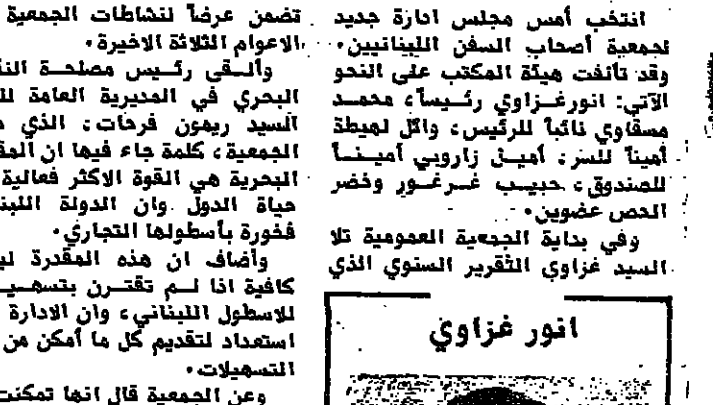 انتخب أمس مجلس ادارة جديد
لجمعية أصحاب السفن اللبنانيين.
وقد تألفت هيئة المكتب على النحو
الآتي: انور غزاوي رئيساً، محمد
مسقاوي نائباً للرئيس، وائل لهيطة
أميناً للسر، أمين زاروبي أميناً
للصندوق، حبيب غرغور وخضر
الحص عضوين.
وفي بداية الجمعية العمومية تلا
السيد غزاوي التقرير السنوي الذي
انور غزاوي
تضمن عرضاً لنشاطات الجمعية
الاعوام الثلاثة الاخيرة.
وألقى رئيس مصلحة
البحري في المديرية العامة
السيد ريمون فرحات، الذي
الجمعية، كلمة جاء فيها ان
البحرية هي القوة الاكثر فعالية
حياة الدول وان الدولة
فخورة بأسطولها التجاري.
وأضاف ان هذه المقدرة
كافية اذا لم تقترن
للاسطول اللبناني، وان الادارة
استعداد لتقديم كل ما أمكن من
التسهيلات.
وعن الجمعية قال انها تمكنت